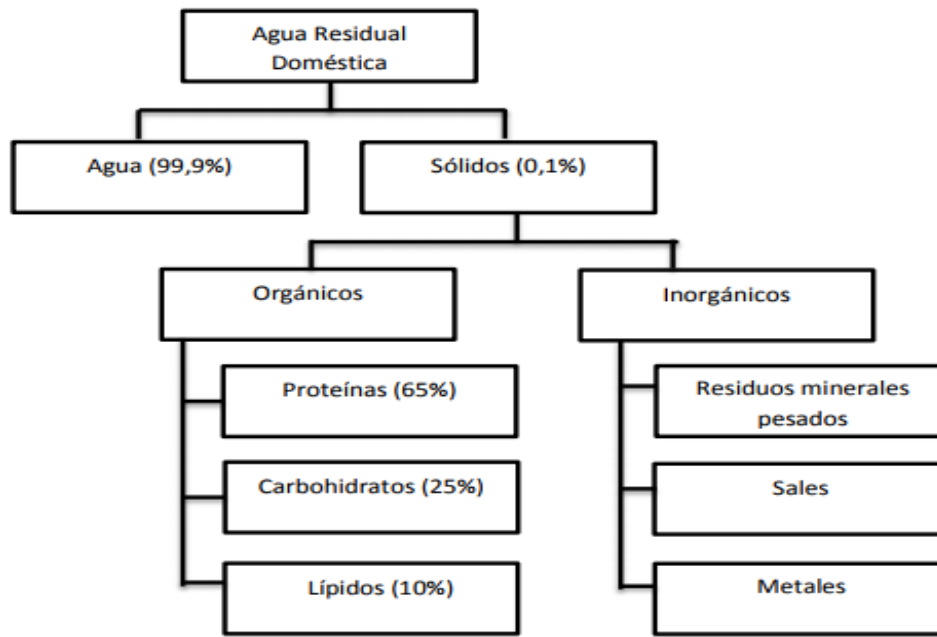 Agua Residual
Doméstica
Agua (99,9%)
Sólidos (0,1%)
Orgánicos
Inorgánicos
Proteínas (65%)
Residuos minerales
pesados
Carbohidratos (25%)
Sales
Lípidos (10%)
Metales